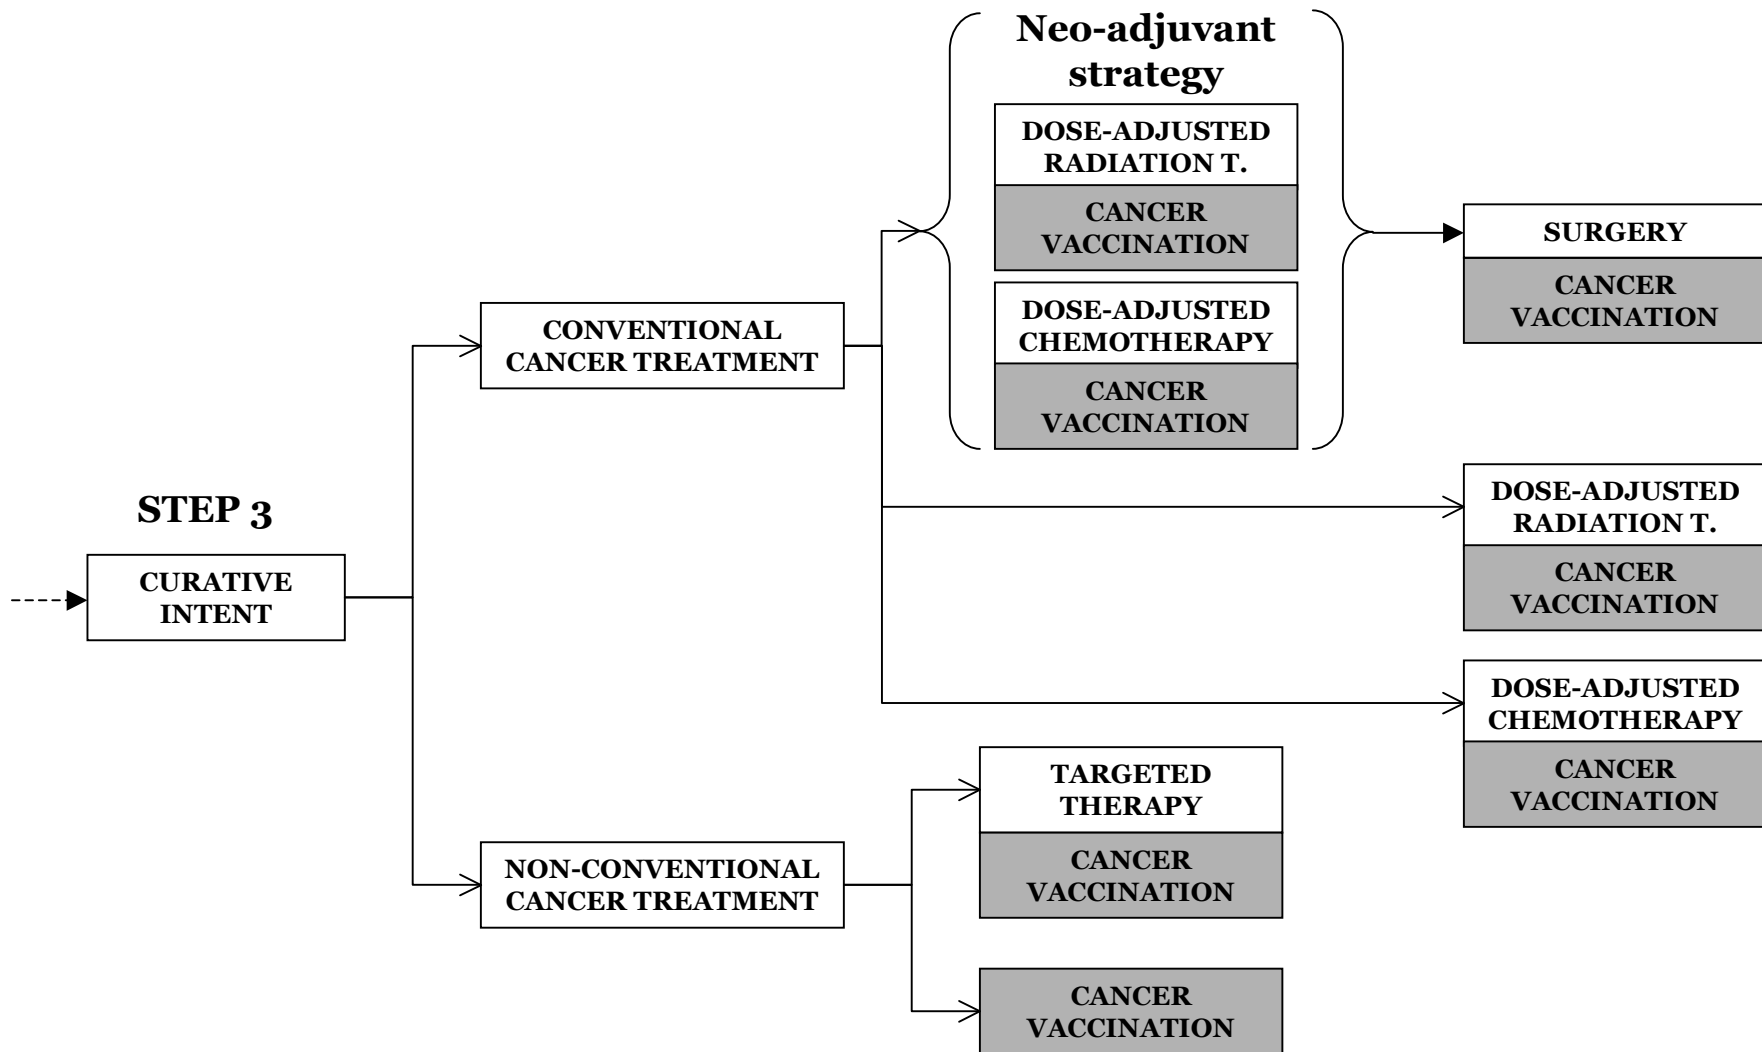 Neo-adjuvant
strategy
DOSE-ADJUSTED
RADIATION T.
CANCER
VACCINATION
DOSE-ADJUSTED
CHEMOTHERAPY
CANCER
VACCINATION
SURGERY
CANCER
VACCINATION
CONVENTIONAL
CANCER TREATMENT
STEP 3
CURATIVE
INTENT
DOSE-ADJUSTED
RADIATION T.
CANCER
VACCINATION
DOSE-ADJUSTED
CHEMOTHERAPY
CANCER
VACCINATION
NON-CONVENTIONAL
CANCER TREATMENT
TARGETED
THERAPY
CANCER
VACCINATION
CANCER
VACCINATION